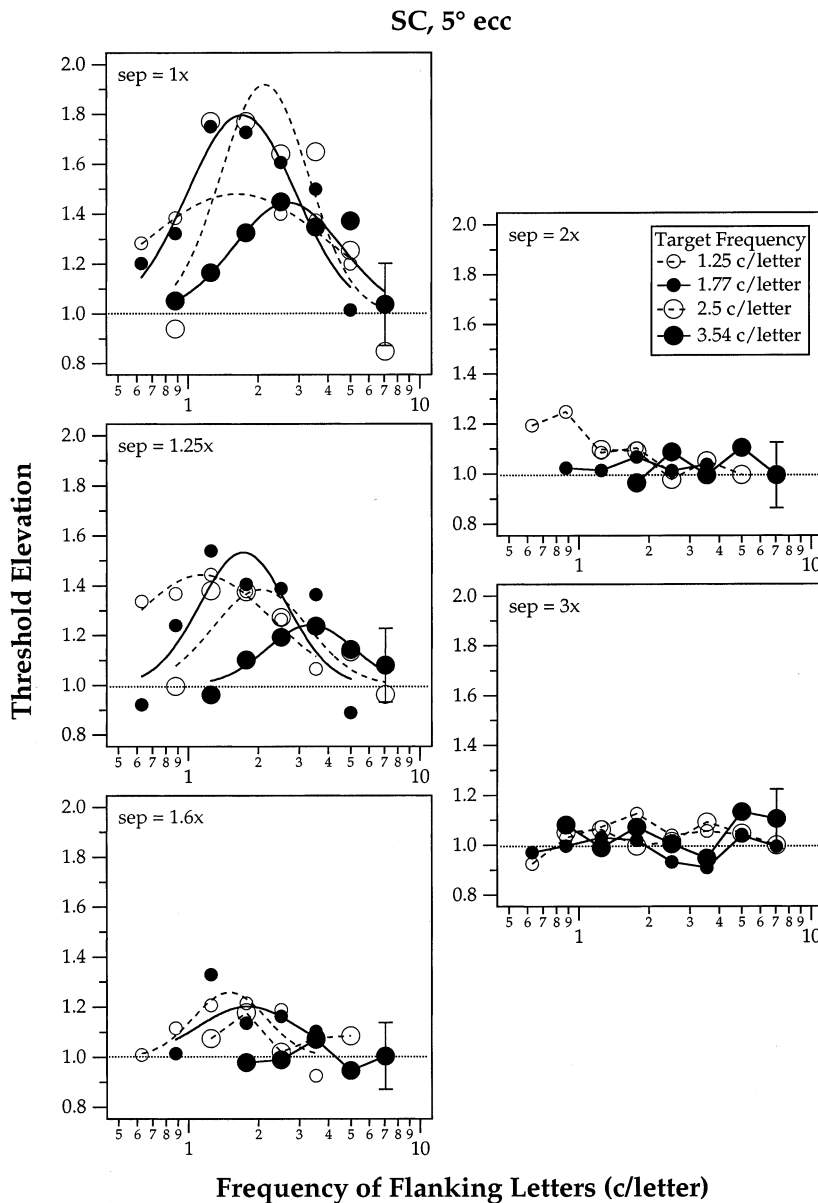 SC, 5° ecc
sep = 1x
2.0
1.8
1.6
1.4
1.2
1.0
0.8
5 6 7 8 9 1 2 3 4 5 6 7 8 9 10
sep = 1.25x
2.0
1.8
1.6
1.4
1.2
1.0
0.8
5 6 7 8 9 1 2 3 4 5 6 7 8 9 10
sep = 1.6x
2.0
1.8
1.6
1.4
1.2
1.0
0.8
5 6 7 8 9 1 2 3 4 5 6 7 8 9 10
sep = 2x
Target Frequency
1.25 c/letter
1.77 c/letter
2.5 c/letter
3.54 c/letter
2.0
1.8
1.6
1.4
1.2
1.0
0.8
5 6 7 8 9 1 2 3 4 5 6 7 8 9 10
sep = 3x
2.0
1.8
1.6
1.4
1.2
1.0
0.8
5 6 7 8 9 1 2 3 4 5 6 7 8 9 10
Threshold Elevation
Frequency of Flanking Letters (c/letter)